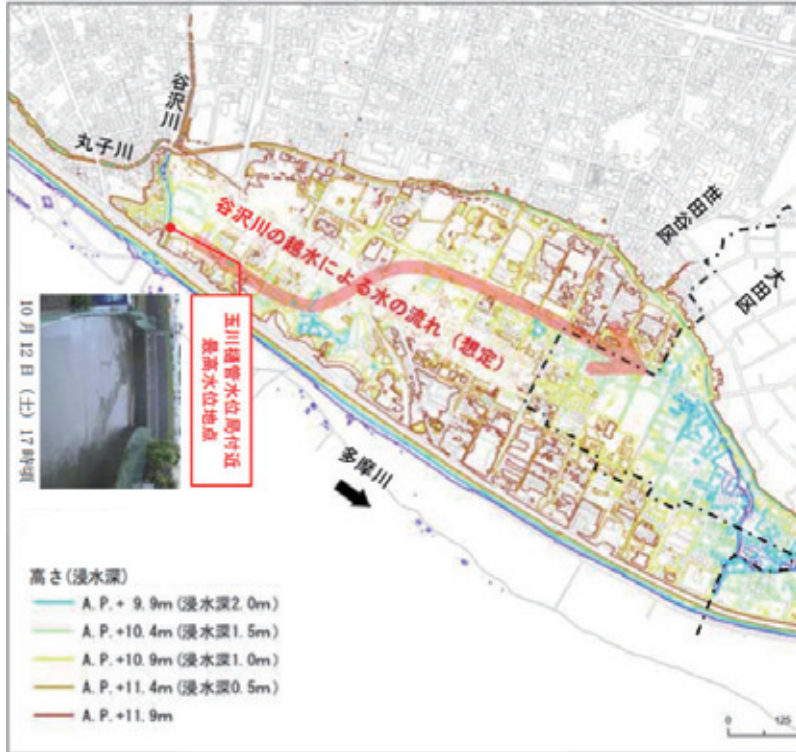 谷沢川
丸子川
谷沢川の越水による水の流れ（想定）
世田谷区
大田区
玉川樋管水位局付近
最高水位地点
10月12日（土）17時頃
多摩川
高さ(浸水深)
A.P.+ 9.9m(浸水深2.0m)
A.P.+10.4m(浸水深1.5m)
A.P.+10.9m(浸水深1.0m)
A.P.+11.4m(浸水深0.5m)
A.P.+11.9m
0 125